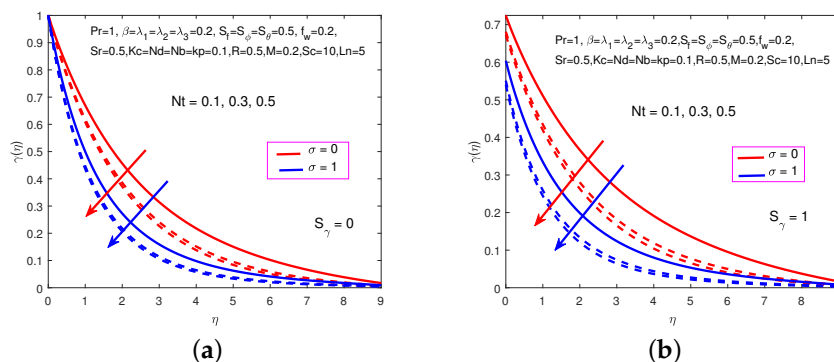 Pr=1, β=λ1=λ2=λ3=0.2, Sf=Sϕ=Sθ=0.5, fw=0.2,
Sr=0.5,Kc=Nd=Nb=kp=0.1,R=0.5,M=0.2,Sc=10,Ln=5
Nt = 0.1, 0.3, 0.5
σ = 0
σ = 1
Sγ = 0
γ(η)
1
0.9
0.8
0.7
0.6
0.5
0.4
0.3
0.2
0.1
0
0 1 2 3 4 5 6 7 8 9
η
(a)
Pr=1, β=λ1=λ2=λ3=0.2,Sf=Sϕ=Sθ=0.5,fw=0.2,
Sr=0.5,Kc=Nd=Nb=kp=0.1,R=0.5,M=0.2,Sc=10,Ln=5
Nt = 0.1, 0.3, 0.5
σ = 0
σ = 1
Sγ = 1
γ(η)
0.7
0.6
0.5
0.4
0.3
0.2
0.1
0
0 1 2 3 4 5 6 7 8
η
(b)